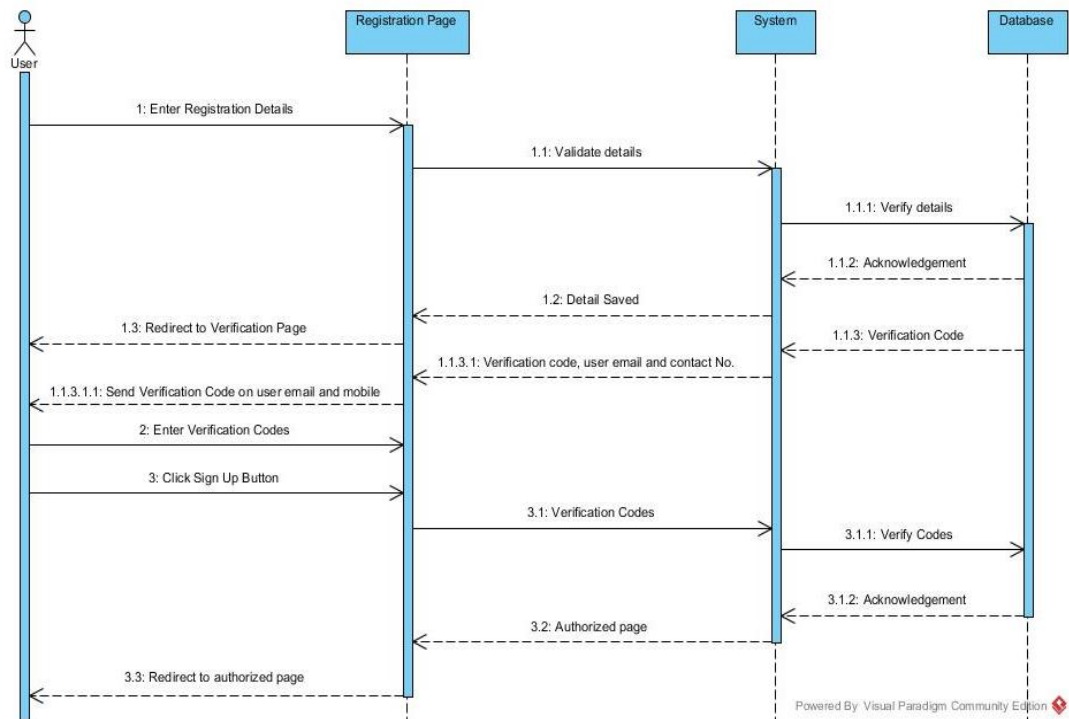 Registration Page
System
Database
User
1: Enter Registration Details
1.1: Validate details
1.1.1: Verify details
1.1.2: Acknowledgement
1.2: Detail Saved
1.3: Redirect to Verification Page
1.1.3: Verification Code
1.1.3.1: Verification code, user email and contact No.
1.1.3.1.1: Send Verification Code on user email and mobile
2: Enter Verification Codes
3: Click Sign Up Button
3.1: Verification Codes
3.1.1: Verify Codes
3.1.2: Acknowledgement
3.2: Authorized page
3.3: Redirect to authorized page
Powered By Visual Paradigm Community Edition